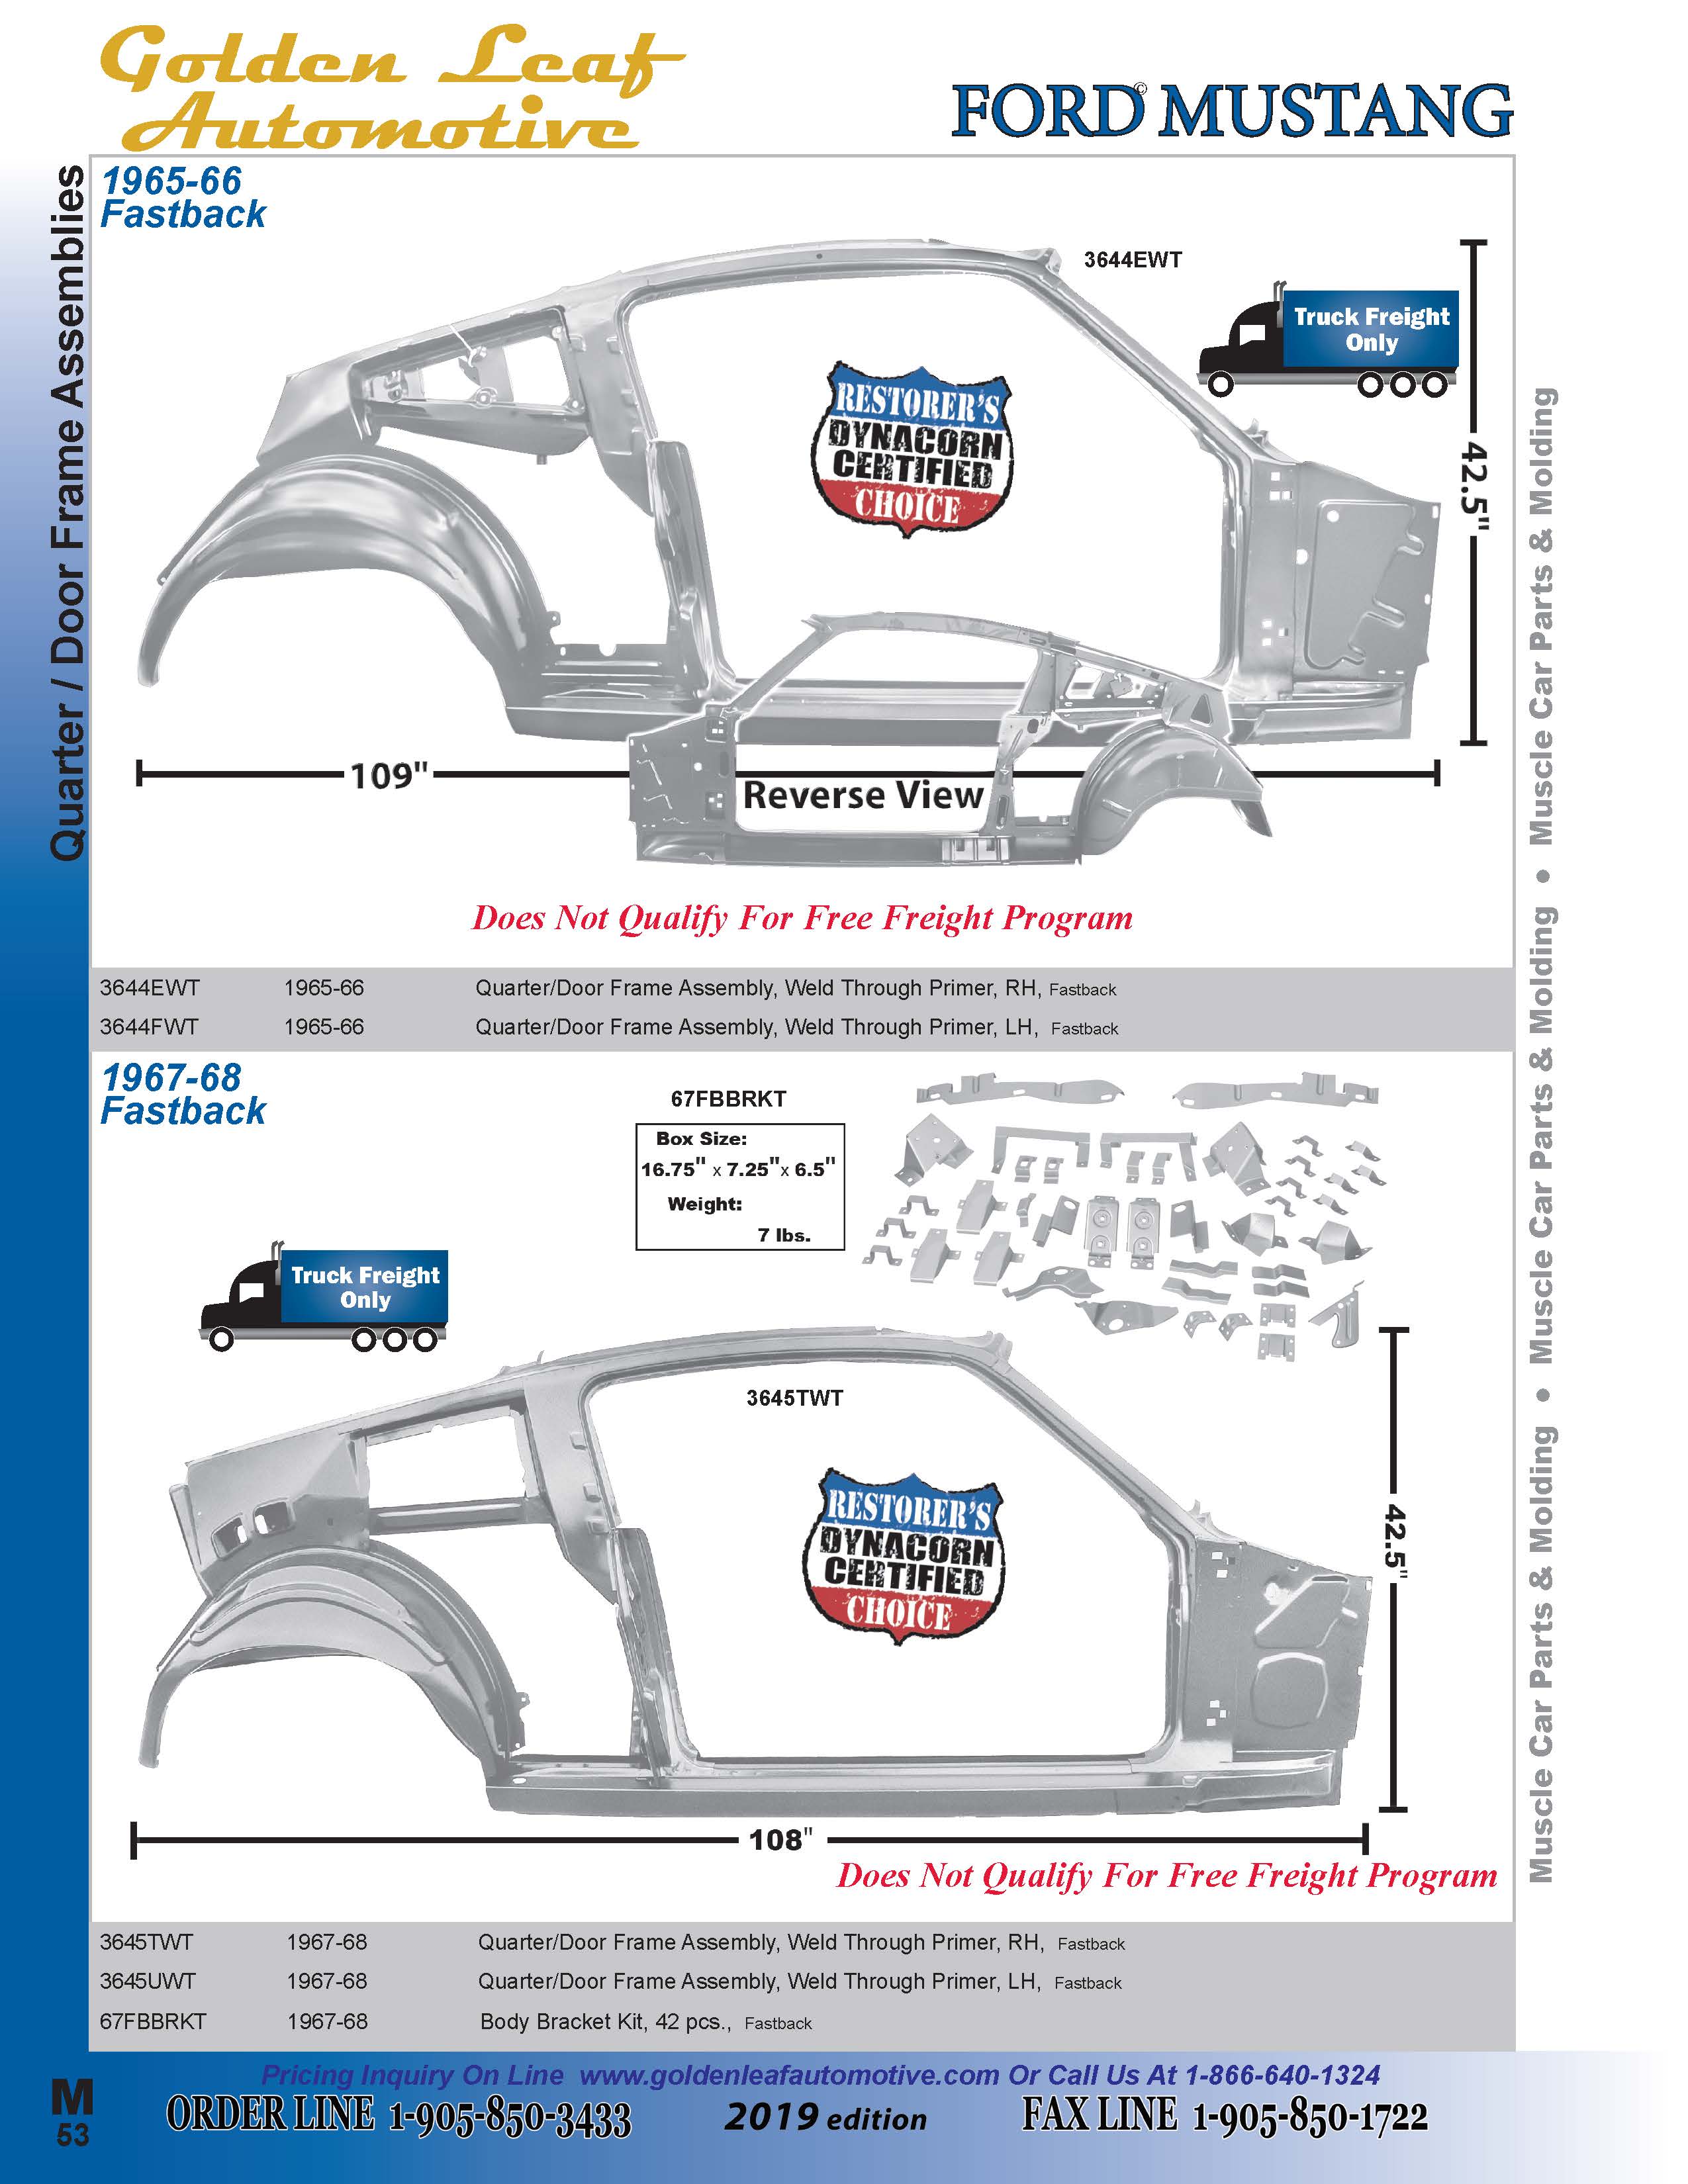 Golden Leaf
Automotive
FORD© MUSTANG
Quarter / Door Frame Assemblies
1965-66
Fastback
3644EWT
Truck Freight
Only
RESTORER'S
DYNACORN
CERTIFIED
CHOICE
42.5"
109"
Reverse View
Does Not Qualify For Free Freight Program
3644EWT 1965-66 Quarter/Door Frame Assembly, Weld Through Primer, RH, Fastback
3644FWT 1965-66 Quarter/Door Frame Assembly, Weld Through Primer, LH, Fastback
1967-68
Fastback
67FBBRKT
Box Size:
16.75" x 7.25"x 6.5"
Weight:
7 lbs.
Truck Freight
Only
3645TWT
RESTORER'S
DYNACORN
CERTIFIED
CHOICE
42.5"
108"
Does Not Qualify For Free Freight Program
3645TWT 1967-68 Quarter/Door Frame Assembly, Weld Through Primer, RH, Fastback
3645UWT 1967-68 Quarter/Door Frame Assembly, Weld Through Primer, LH, Fastback
67FBBRKT 1967-68 Body Bracket Kit, 42 pcs., Fastback
Muscle Car Parts & Molding • Muscle Car Parts & Molding • Muscle Car Parts & Molding
Pricing Inquiry On Line www.goldenleafautomotive.com Or Call Us At 1-866-640-1324
M
53
ORDER LINE 1-905-850-3433
2019 edition
FAX LINE 1-905-850-1722